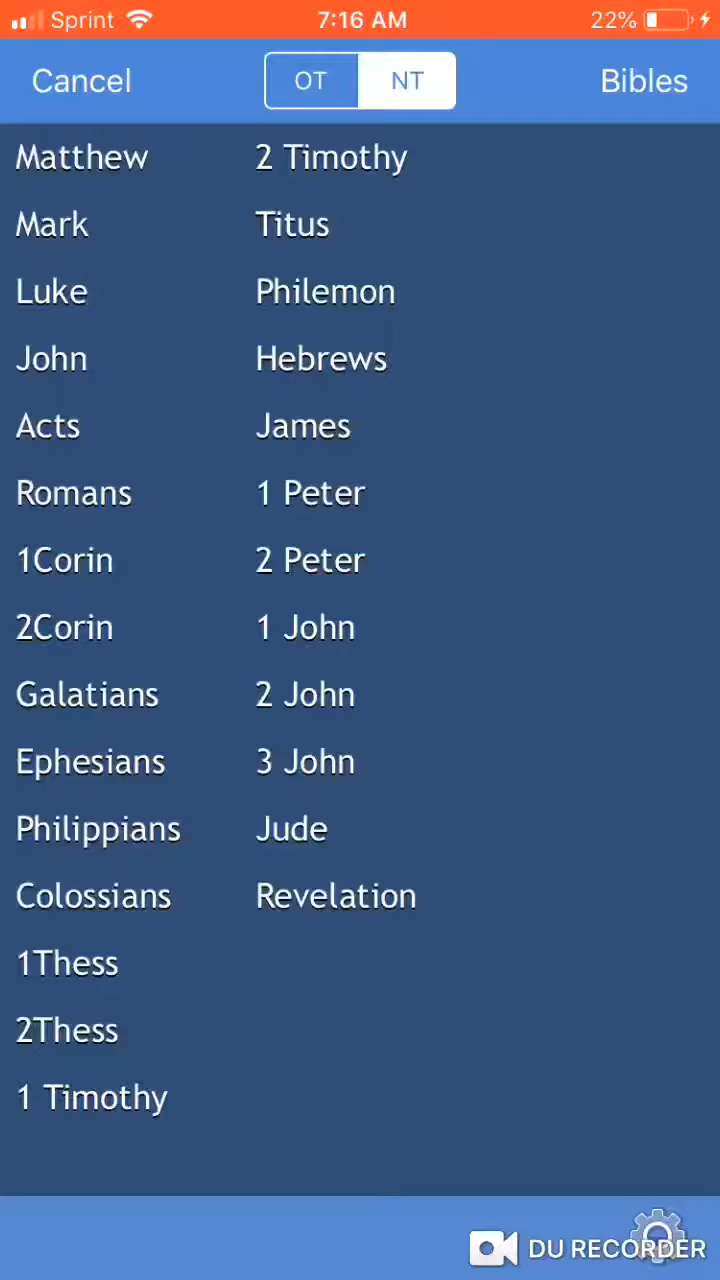 Sprint 7:16 AM 22%
Cancel OT NT Bibles
Matthew
Mark
Luke
John
Acts
Romans
1Corin
2Corin
Galatians
Ephesians
Philippians
Colossians
1Thess
2Thess
1 Timothy
2 Timothy
Titus
Philemon
Hebrews
James
1 Peter
2 Peter
1 John
2 John
3 John
Jude
Revelation
DU RECORDER